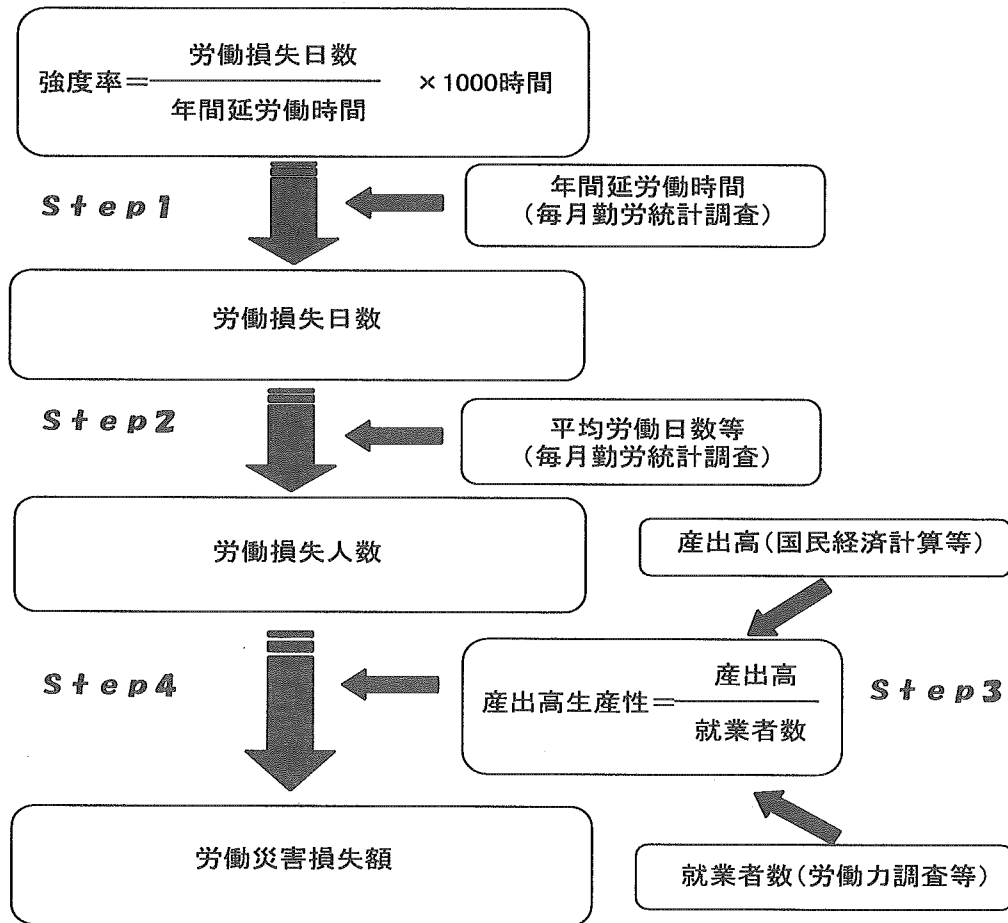 強度率＝労働損失日数/年間延労働時間 ×1000時間
Step1
年間延労働時間
（毎月勤労統計調査）
労働損失日数
Step2
平均労働日数等
（毎月勤労統計調査）
労働損失人数
産出高（国民経済計算等）
Step4
産出高生産性＝産出高/就業者数
Step3
労働災害損失額
就業者数（労働力調査等）